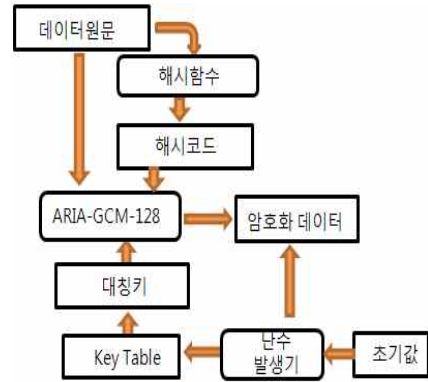 데이터원문
해시함수
해시코드
ARIA-GCM-128
암호화 데이터
대칭키
Key Table
난수
발생기
초기값